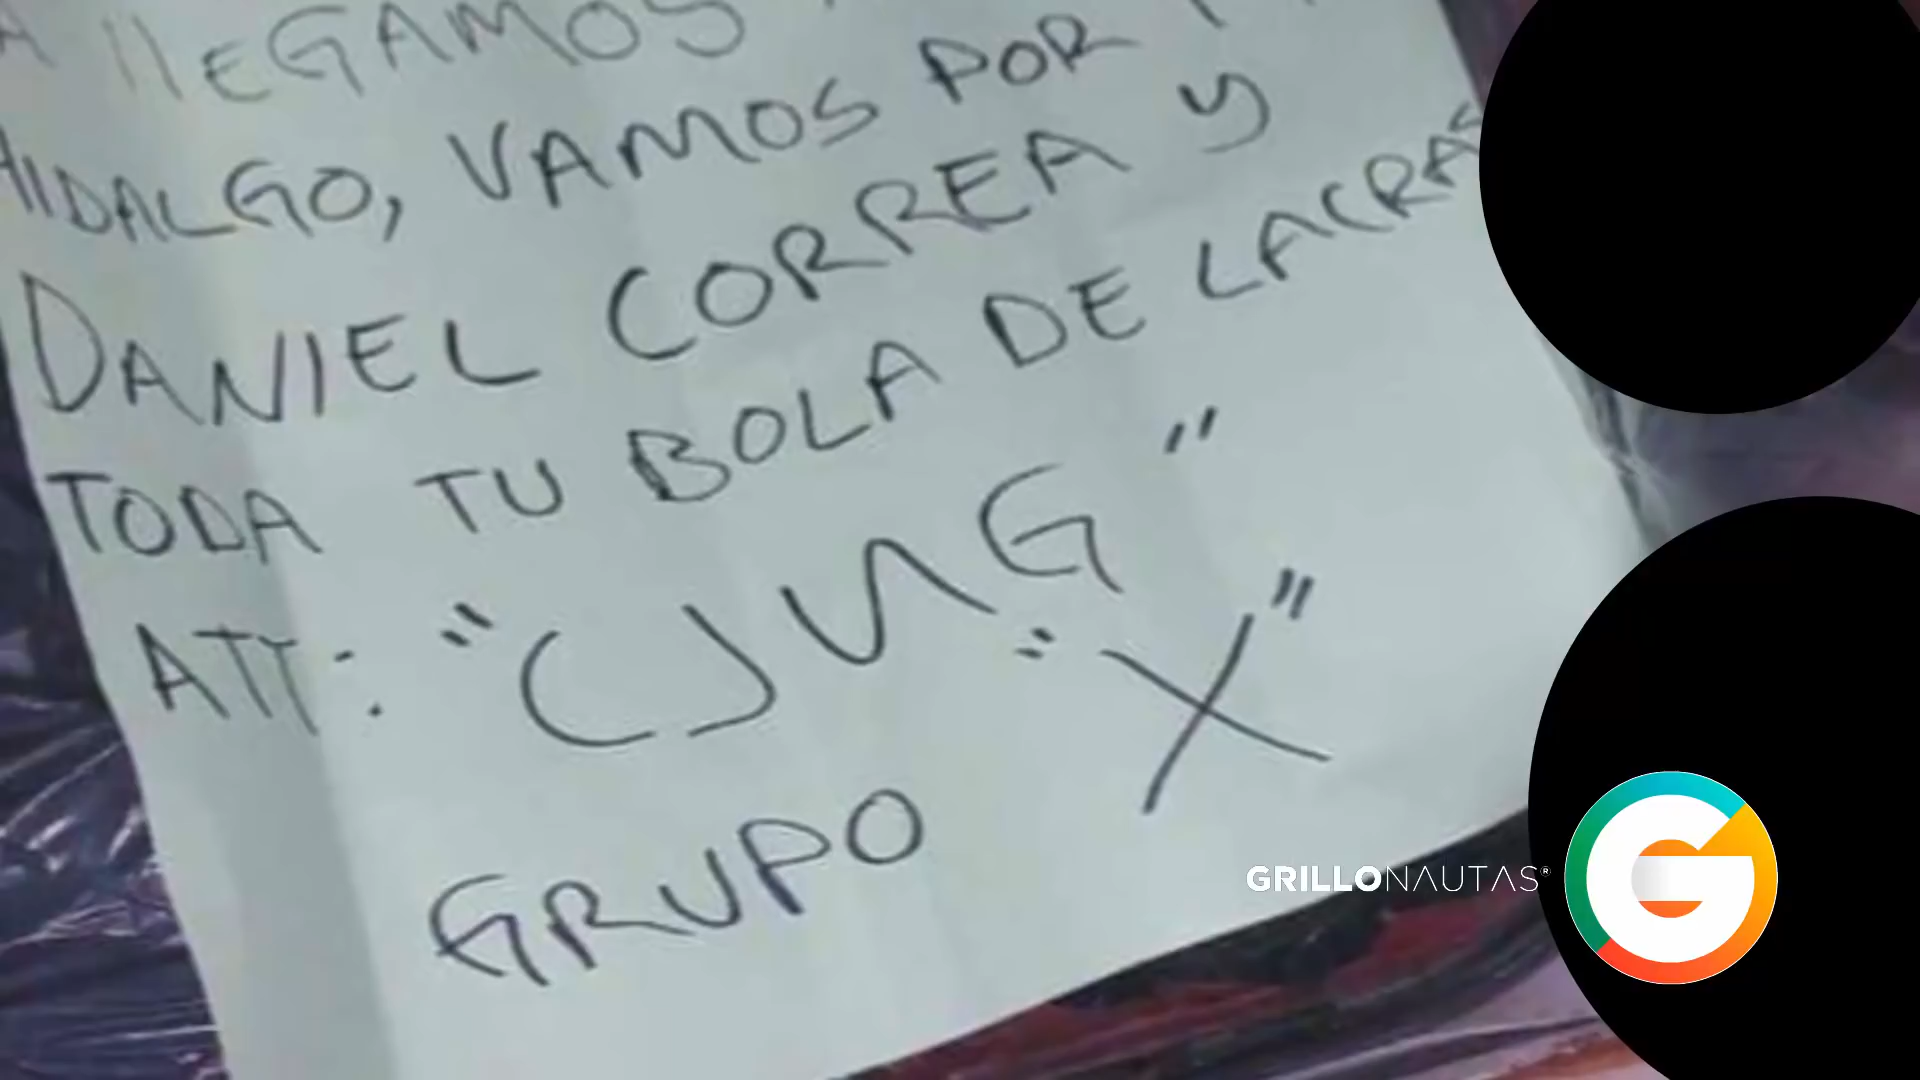 llEGAMOS
HIDALGO, VAMOS POR
DANIEL CORREA Y
TODA TU BOLA DE LACRAS
ATT: "CJNG"
GRUPO "X"
GRILLONAUTAS®